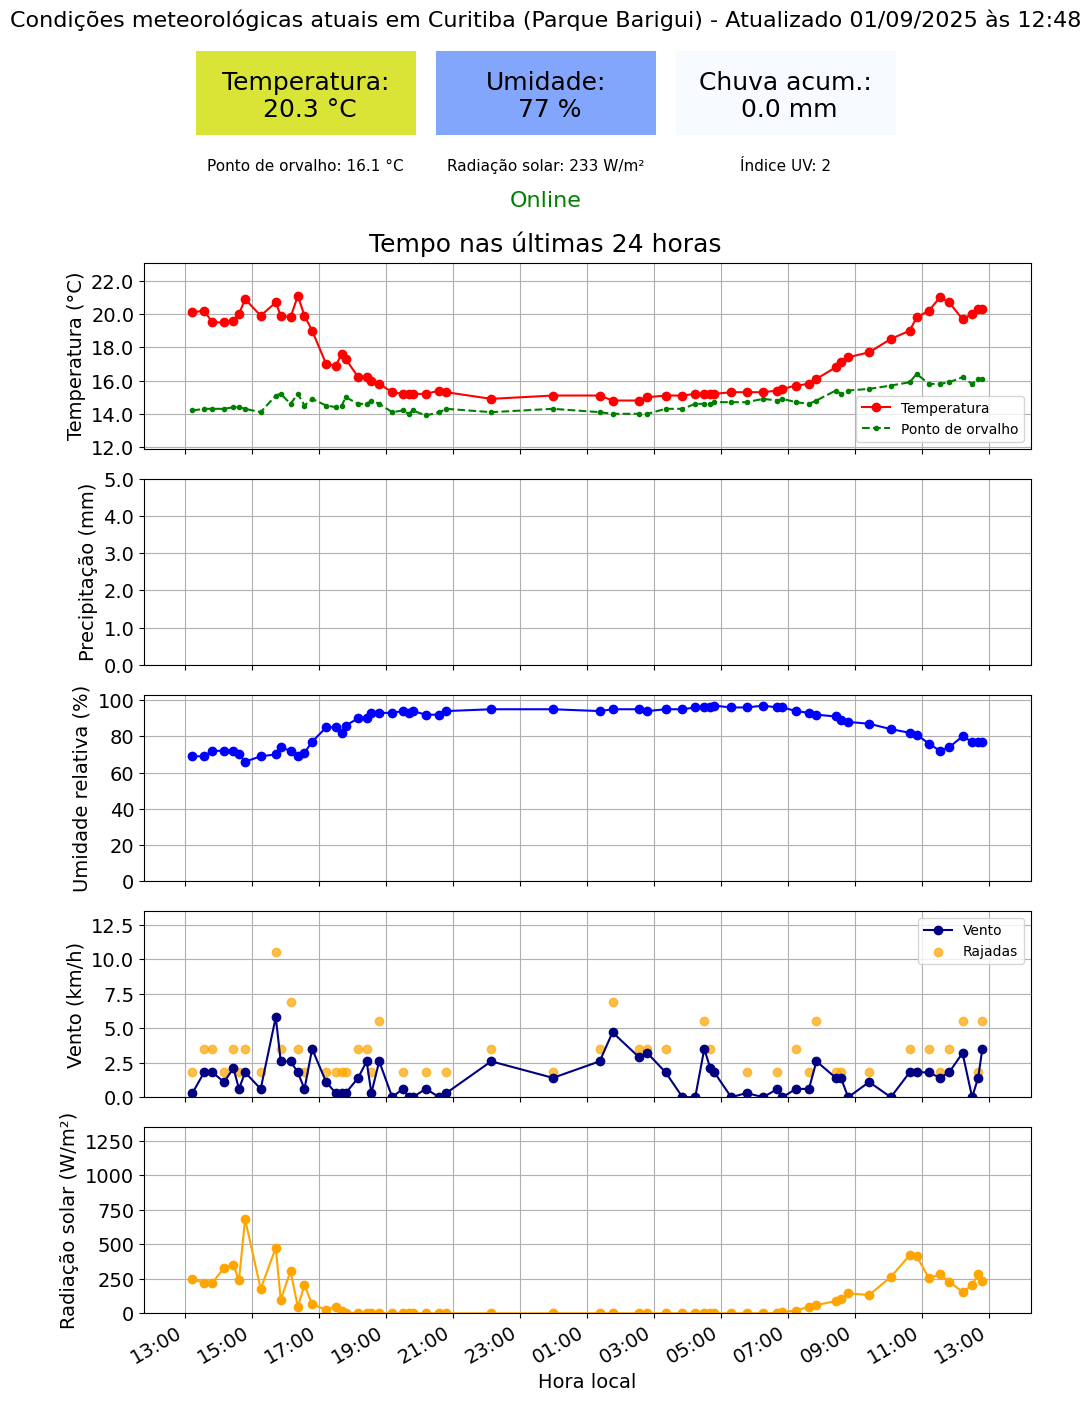 Condições meteorológicas atuais em Curitiba (Parque Barigui) - Atualizado 01/09/2025 às 12:48
Temperatura:
20.3 °C
Umidade:
77 %
Chuva acum.:
0.0 mm
Ponto de orvalho: 16.1 °C
Radiação solar: 233 W/m²
Índice UV: 2
Online
Tempo nas últimas 24 horas
Temperatura (°C)
22.0
20.0
18.0
16.0
14.0
12.0
Temperatura
Ponto de orvalho
Precipitação (mm)
5.0
4.0
3.0
2.0
1.0
0.0
Umidade relativa (%)
100
80
60
40
20
0
Vento (km/h)
12.5
10.0
7.5
5.0
2.5
0.0
Vento
Rajadas
Radiação solar (W/m²)
1250
1000
750
500
250
0
13:00
15:00
17:00
19:00
21:00
23:00
01:00
03:00
05:00
07:00
09:00
11:00
13:00
Hora local